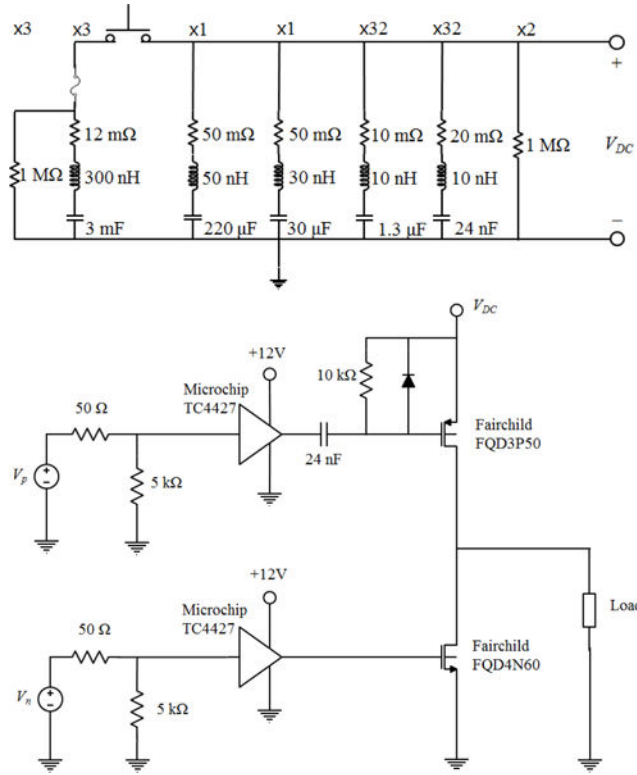 x3 x3 x1 x1 x32 x32 x2
+
12 mΩ 50 mΩ 50 mΩ 10 mΩ 20 mΩ
1 MΩ 300 nH 50 nH 30 nH 10 nH 10 nH 1 MΩ V_DC
3 mF 220 µF 30 µF 1.3 µF 24 nF
−
V_DC
+12V
Microchip
TC4427
10 kΩ
50 Ω
Fairchild
FQD3P50
24 nF
V_p
5 kΩ
+12V
Microchip
TC4427
Load
50 Ω
Fairchild
FQD4N60
V_n
5 kΩ